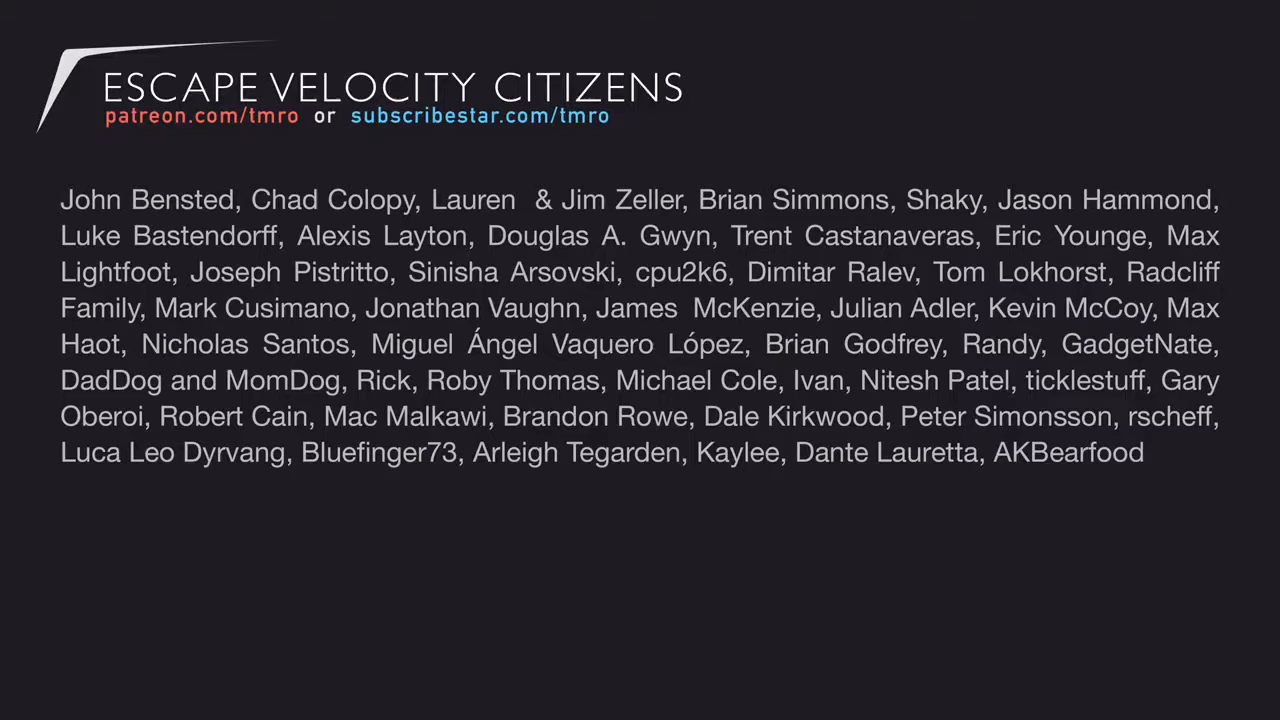 ESCAPE VELOCITY CITIZENS
patreon.com/tmro or subscribestar.com/tmro
John Bensted, Chad Colopy, Lauren & Jim Zeller, Brian Simmons, Shaky, Jason Hammond,
Luke Bastendorff, Alexis Layton, Douglas A. Gwyn, Trent Castanaveras, Eric Younge, Max
Lightfoot, Joseph Pistritto, Sinisha Arsovski, cpu2k6, Dimitar Ralev, Tom Lokhorst, Radcliff
Family, Mark Cusimano, Jonathan Vaughn, James McKenzie, Julian Adler, Kevin McCoy, Max
Haot, Nicholas Santos, Miguel Ángel Vaquero López, Brian Godfrey, Randy, GadgetNate,
DadDog and MomDog, Rick, Roby Thomas, Michael Cole, Ivan, Nitesh Patel, ticklestuff, Gary
Oberoi, Robert Cain, Mac Malkawi, Brandon Rowe, Dale Kirkwood, Peter Simonsson, rscheff,
Luca Leo Dyrvang, Bluefinger73, Arleigh Tegarden, Kaylee, Dante Lauretta, AKBearfood